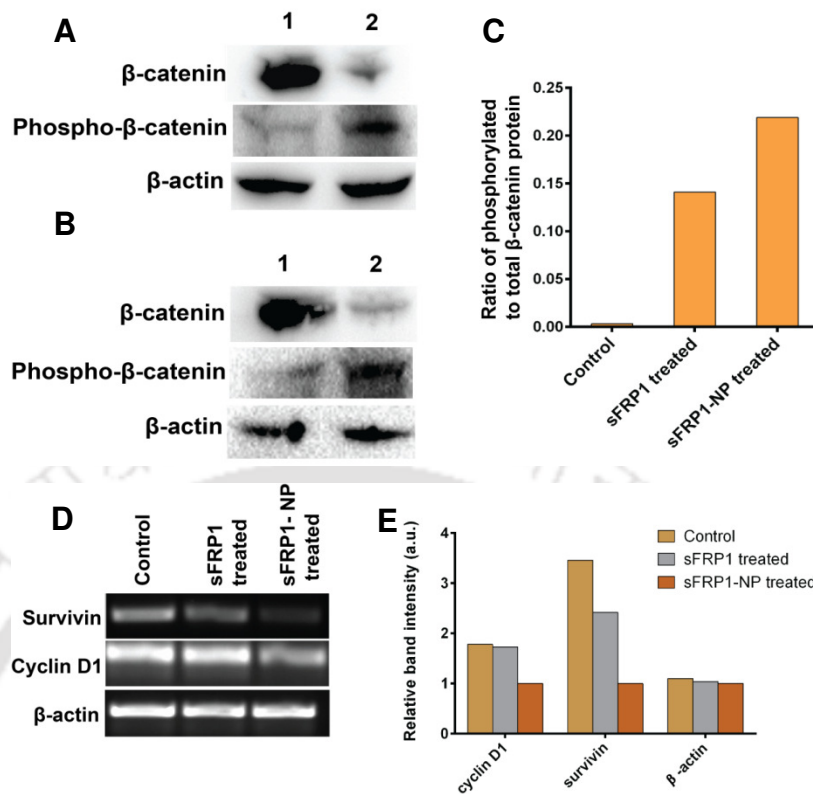 A
1 2
β-catenin
Phospho-β-catenin
β-actin
B
1 2
β-catenin
Phospho-β-catenin
β-actin
C
Ratio of phosphorylated
to total β-catenin protein
0.25
0.20
0.15
0.10
0.05
0.00
Control
sFRP1 treated
sFRP1-NP treated
D
Control
sFRP1
treated
sFRP1- NP
treated
Survivin
Cyclin D1
β-actin
E
Relative band intensity (a.u.)
4
3
2
1
0
Control
sFRP1 treated
sFRP1-NP treated
cyclin D1
survivin
β -actin